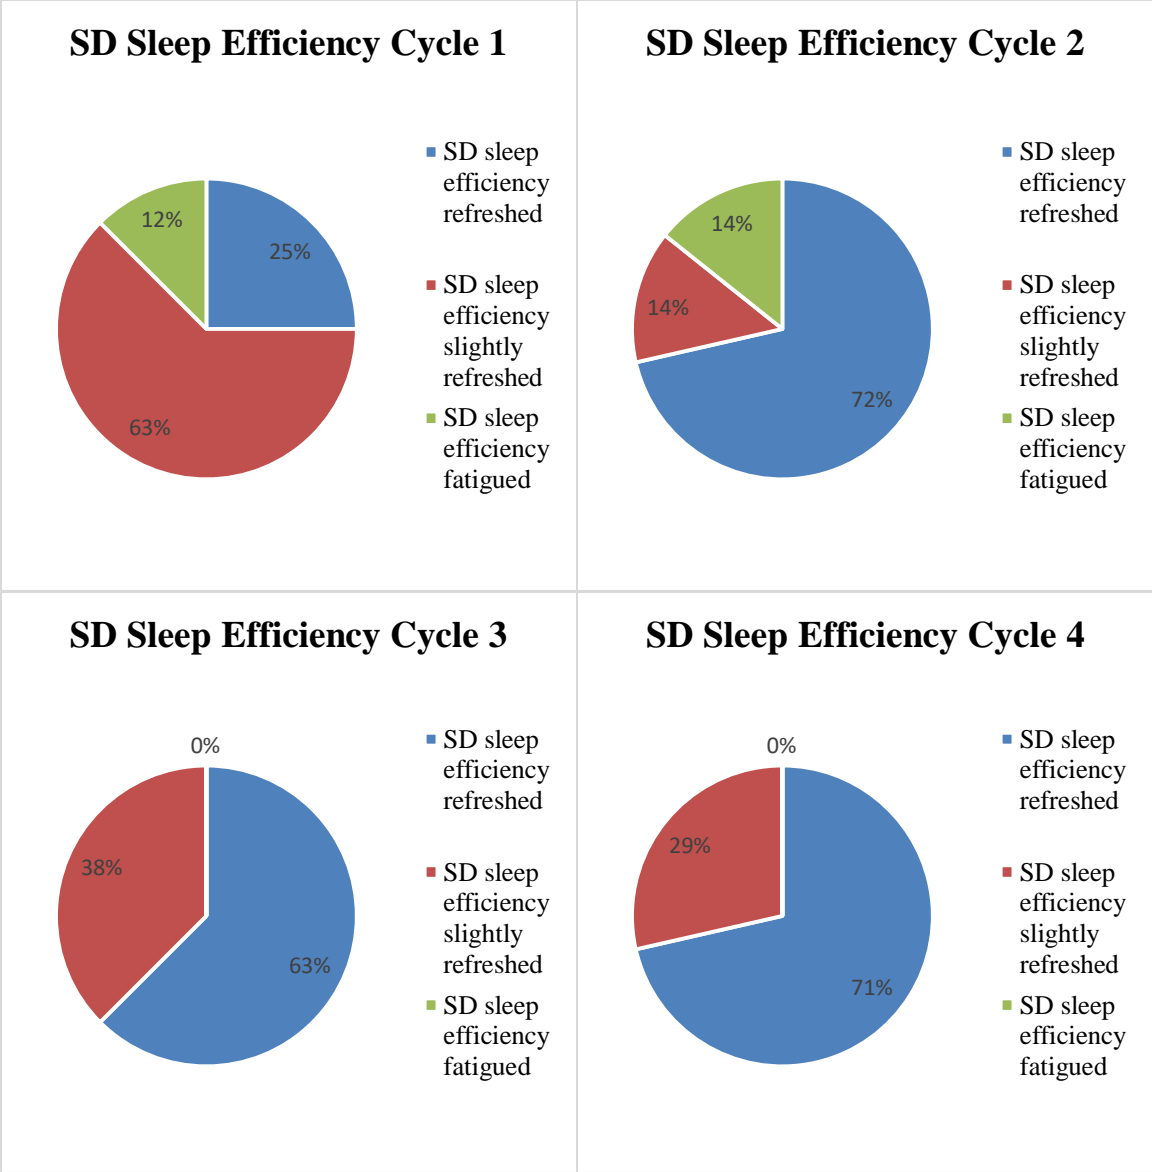 SD Sleep Efficiency Cycle 1
12%
25%
63%
SD sleep
efficiency
refreshed
SD sleep
efficiency
slightly
refreshed
SD sleep
efficiency
fatigued
SD Sleep Efficiency Cycle 2
14%
14%
72%
SD sleep
efficiency
refreshed
SD sleep
efficiency
slightly
refreshed
SD sleep
efficiency
fatigued
SD Sleep Efficiency Cycle 3
0%
38%
63%
SD sleep
efficiency
refreshed
SD sleep
efficiency
slightly
refreshed
SD sleep
efficiency
fatigued
SD Sleep Efficiency Cycle 4
0%
29%
71%
SD sleep
efficiency
refreshed
SD sleep
efficiency
slightly
refreshed
SD sleep
efficiency
fatigued